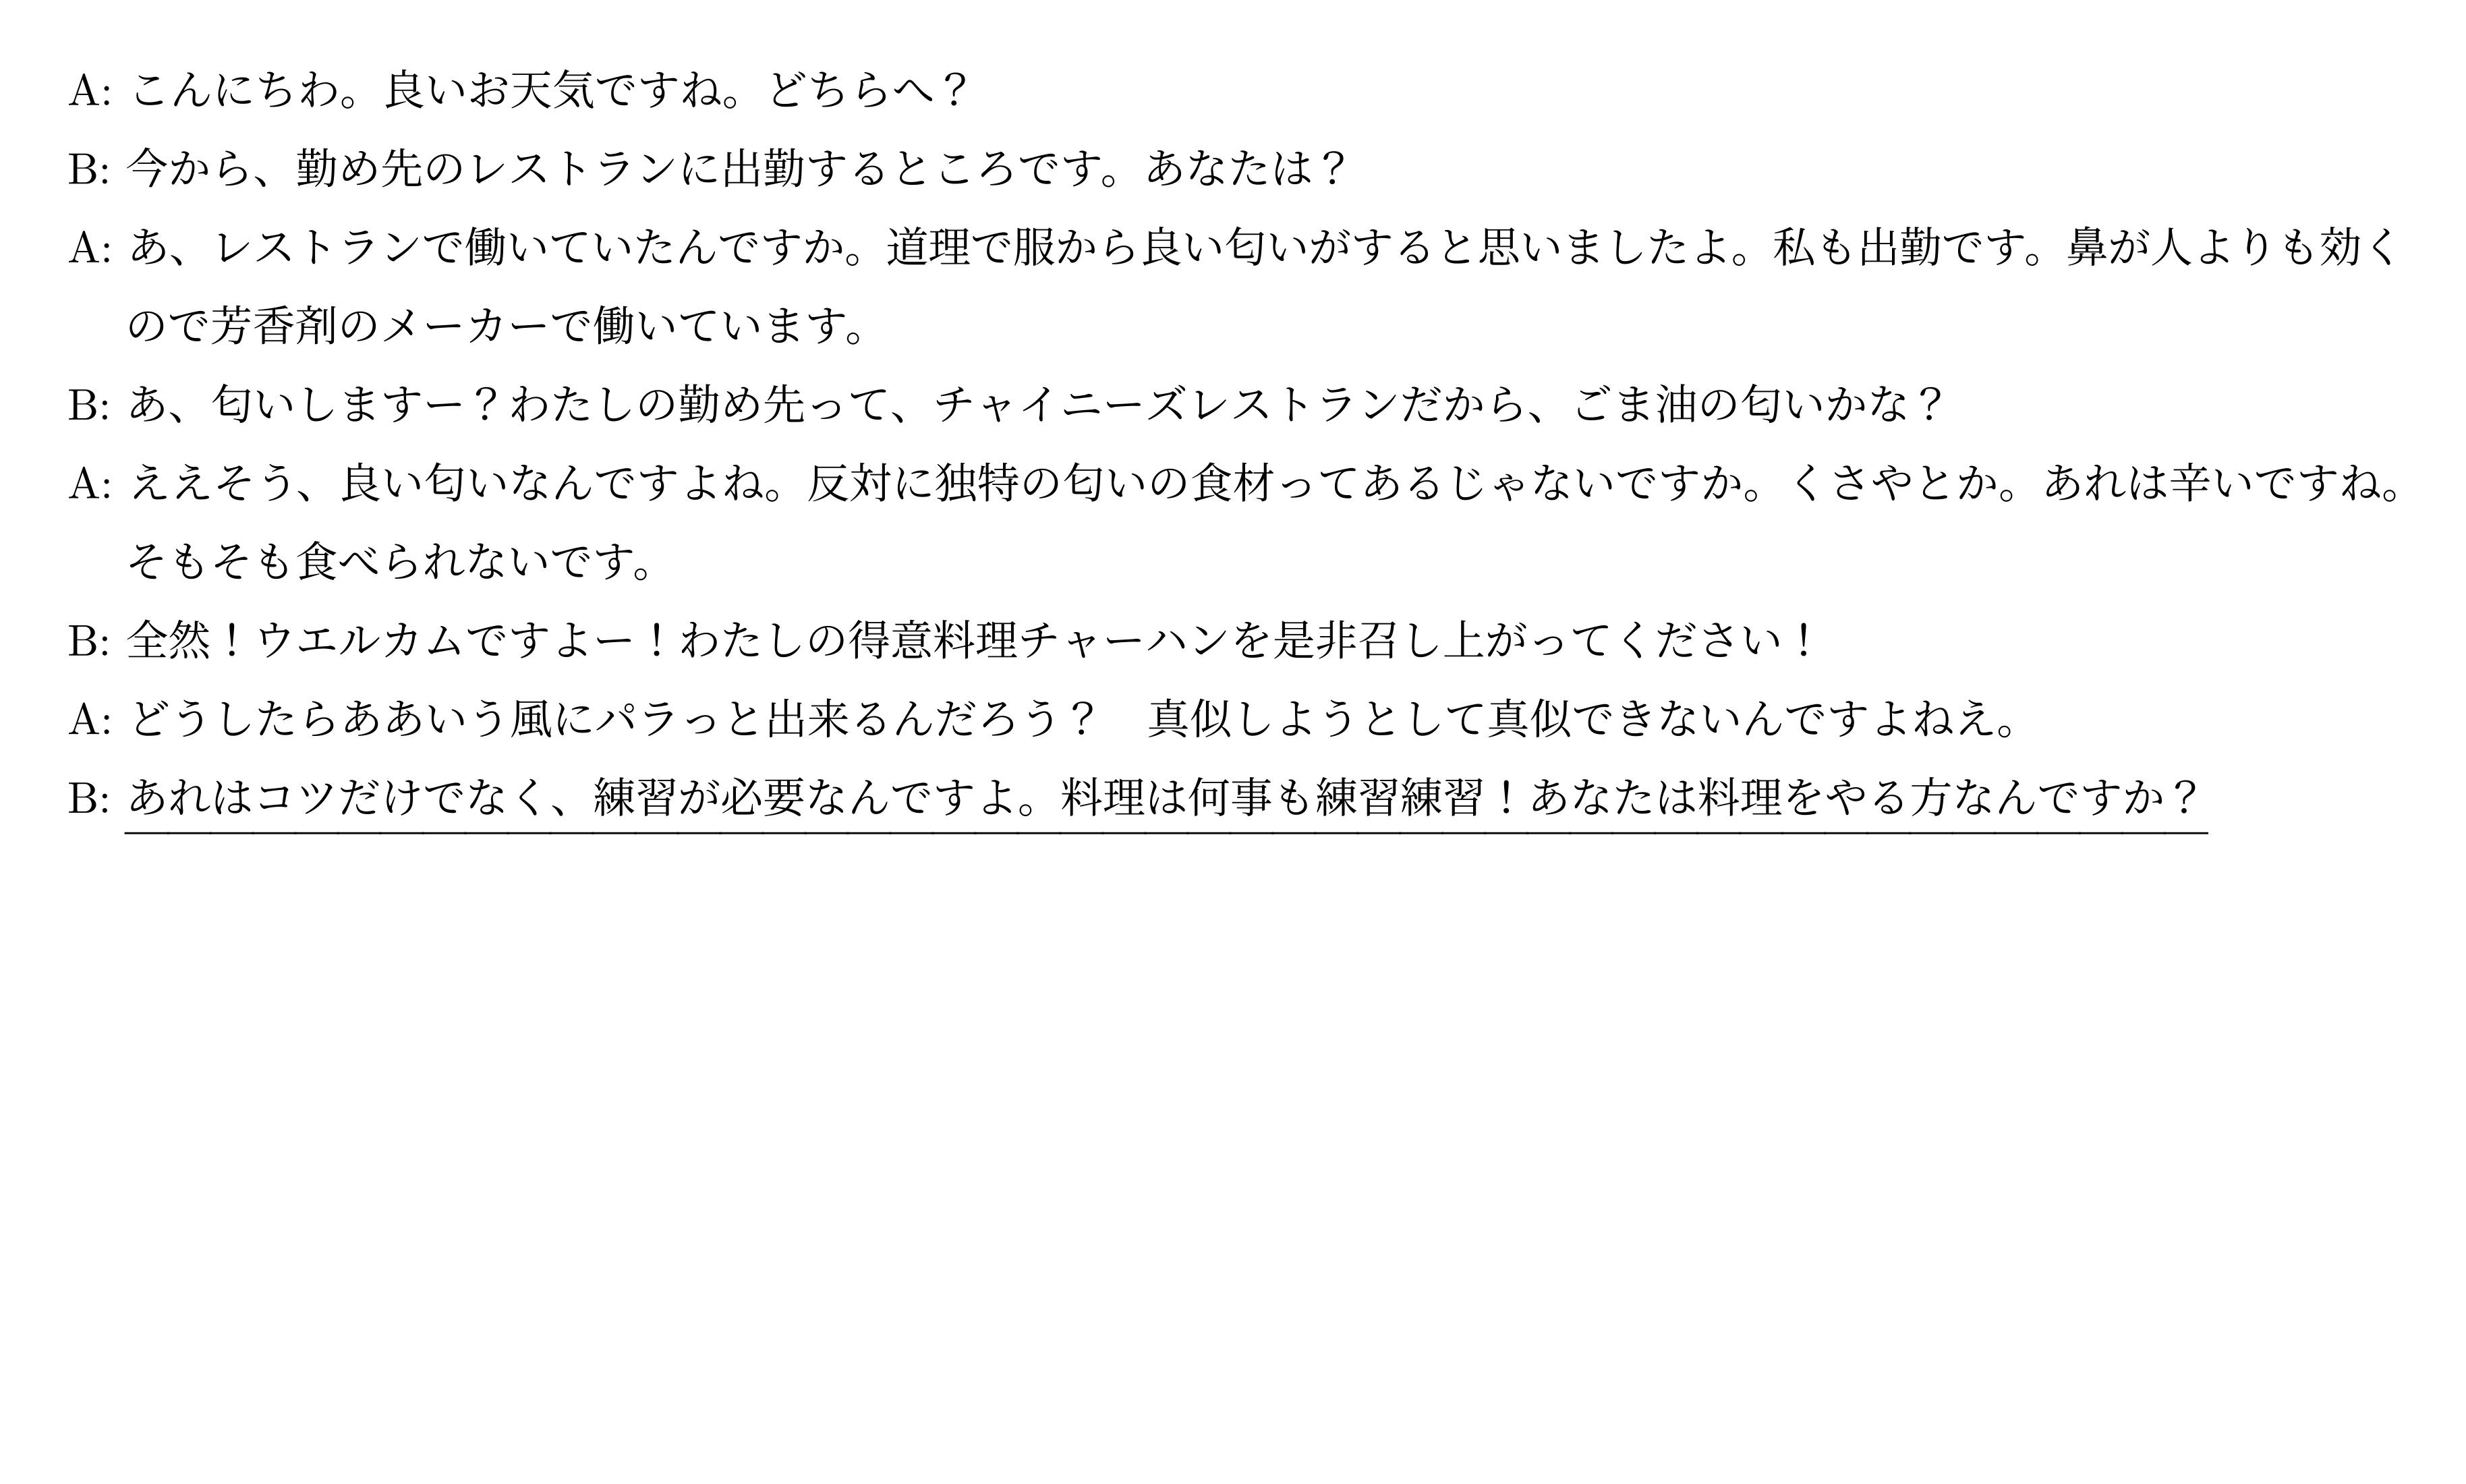 A: こんにちわ。良いお天気ですね。どちらへ？
B: 今から、勤め先のレストランに出勤するところです。あなたは？
A: あ、レストランで働いていたんですか。道理で服から良い匂いがすると思いましたよ。私も出勤です。鼻が人よりも効く
ので芳香剤のメーカーで働いています。
B: あ、匂いしますー？わたしの勤め先って、チャイニーズレストランだから、ごま油の匂いかな？
A: ええそう、良い匂いなんですよね。反対に独特の匂いの食材ってあるじゃないですか。くさやとか。あれは辛いですね。
そもそも食べられないです。
B: 全然！ウエルカムですよー！わたしの得意料理チャーハンを是非召し上がってください！
A: どうしたらああいう風にパラっと出来るんだろう？　真似しようとして真似できないんですよねえ。
B: あれはコツだけでなく、練習が必要なんですよ。料理は何事も練習練習！あなたは料理をやる方なんですか？